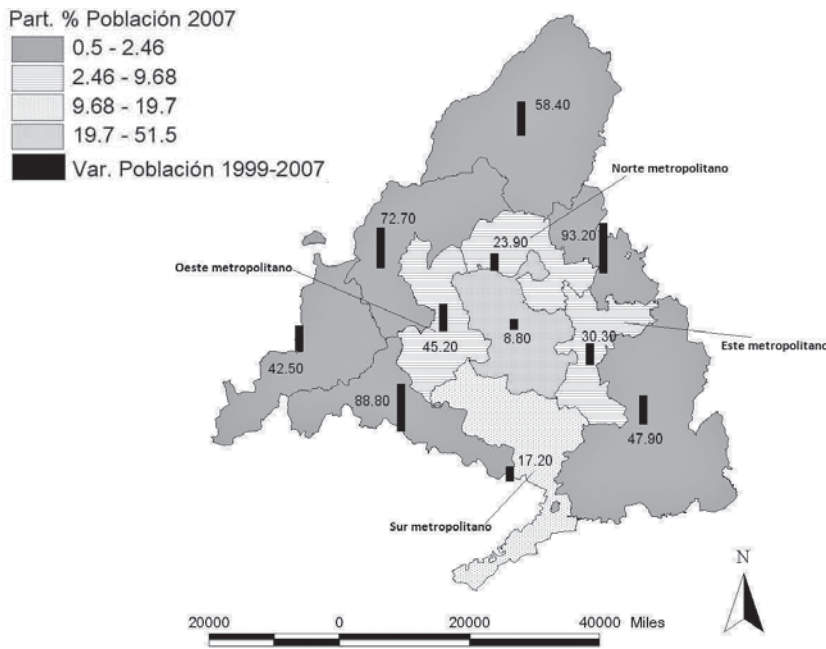 Part. % Población 2007
0.5 - 2.46
2.46 - 9.68
9.68 - 19.7
19.7 - 51.5
Var. Población 1999-2007
58.40
Norte metropolitano
72.70
23.90
93.20
Oeste metropolitano
8.80
30.30
Este metropolitano
45.20
42.50
88.80
47.90
17.20
Sur metropolitano
N
20000 0 20000 40000 Miles